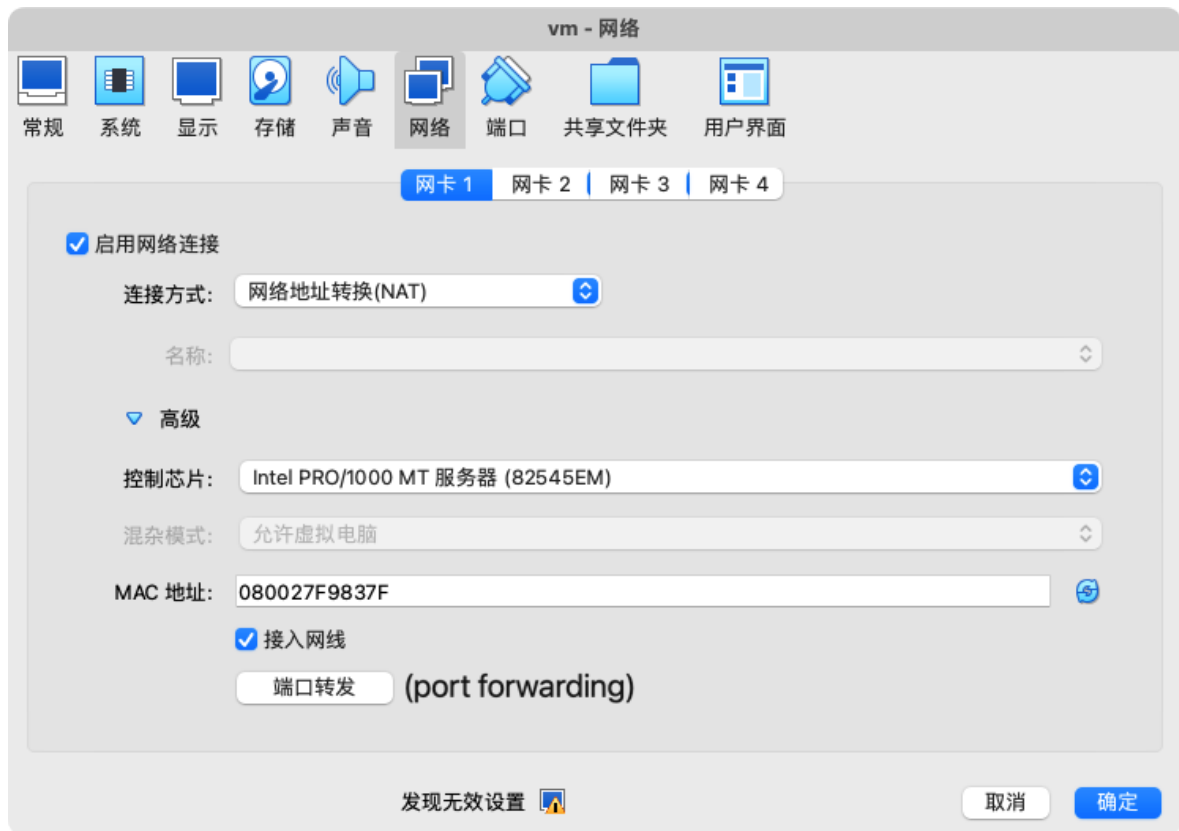 vm - 网络
常规 系统 显示 存储 声音 网络 端口 共享文件夹 用户界面
网卡 1 网卡 2 网卡 3 网卡 4
启用网络连接
连接方式: 网络地址转换(NAT)
名称:
高级
控制芯片: Intel PRO/1000 MT 服务器 (82545EM)
混杂模式: 允许虚拟电脑
MAC 地址: 080027F9837F
接入网线
端口转发 (port forwarding)
发现无效设置 取消 确定